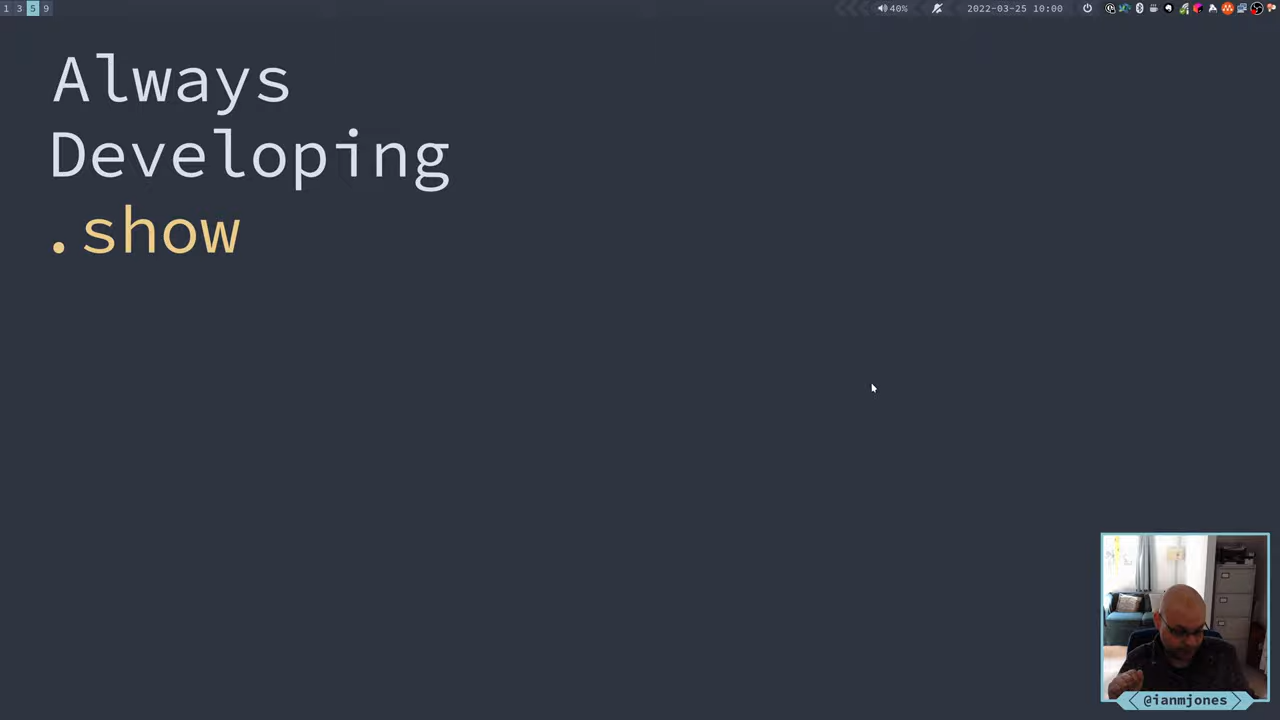 1 3 5 9
40%
2022-03-25 10:00
Always
Developing
.show
@ianmjones